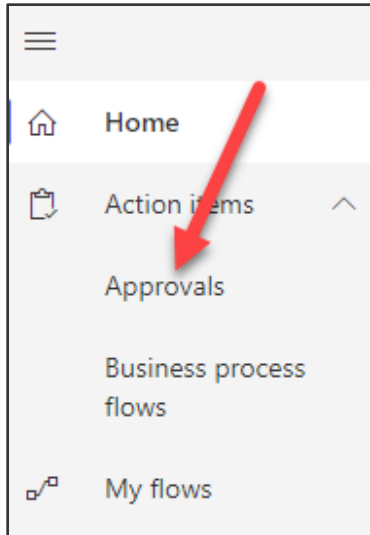 Home
Action items
Approvals
Business process
flows
My flows